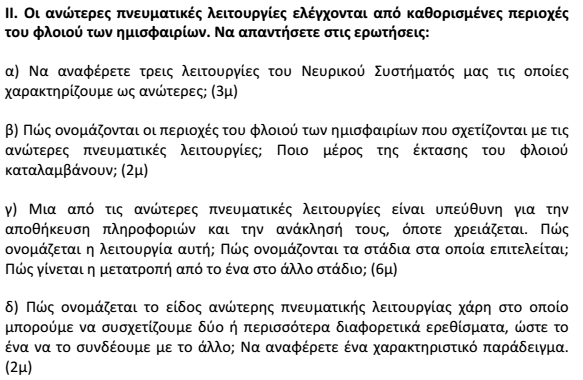 ΙΙ. Οι ανώτερες πνευματικές λειτουργίες ελέγχονται από καθορισμένες περιοχές
του φλοιού των ημισφαιρίων. Να απαντήσετε στις ερωτήσεις:
α) Να αναφέρετε τρεις λειτουργίες του Νευρικού Συστήματός μας τις οποίες
χαρακτηρίζουμε ως ανώτερες; (3μ)
β) Πώς ονομάζονται οι περιοχές του φλοιού των ημισφαιρίων που σχετίζονται με τις
ανώτερες πνευματικές λειτουργίες; Ποιο μέρος της έκτασης του φλοιού
καταλαμβάνουν; (2μ)
γ) Μια από τις ανώτερες πνευματικές λειτουργίες είναι υπεύθυνη για την
αποθήκευση πληροφοριών και την ανάκλησή τους, όποτε χρειάζεται. Πώς
ονομάζεται η λειτουργία αυτή; Πώς ονομάζονται τα στάδια στα οποία επιτελείται;
Πώς γίνεται η μετατροπή από το ένα στο άλλο στάδιο; (6μ)
δ) Πώς ονομάζεται το είδος ανώτερης πνευματικής λειτουργίας χάρη στο οποίο
μπορούμε να συσχετίζουμε δύο ή περισσότερα διαφορετικά ερεθίσματα, ώστε το
ένα να το συνδέουμε με το άλλο; Να αναφέρετε ένα χαρακτηριστικό παράδειγμα.
(2μ)